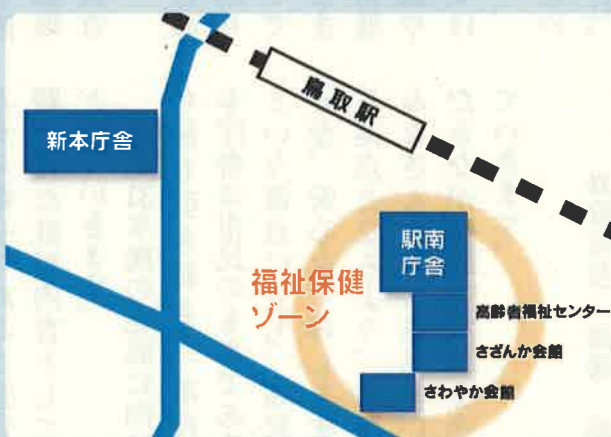 鳥取駅
新本庁舎
駅南
庁舎
福祉保健
ゾーン
高齢者福祉センター
さざんか会館
さわやか会館